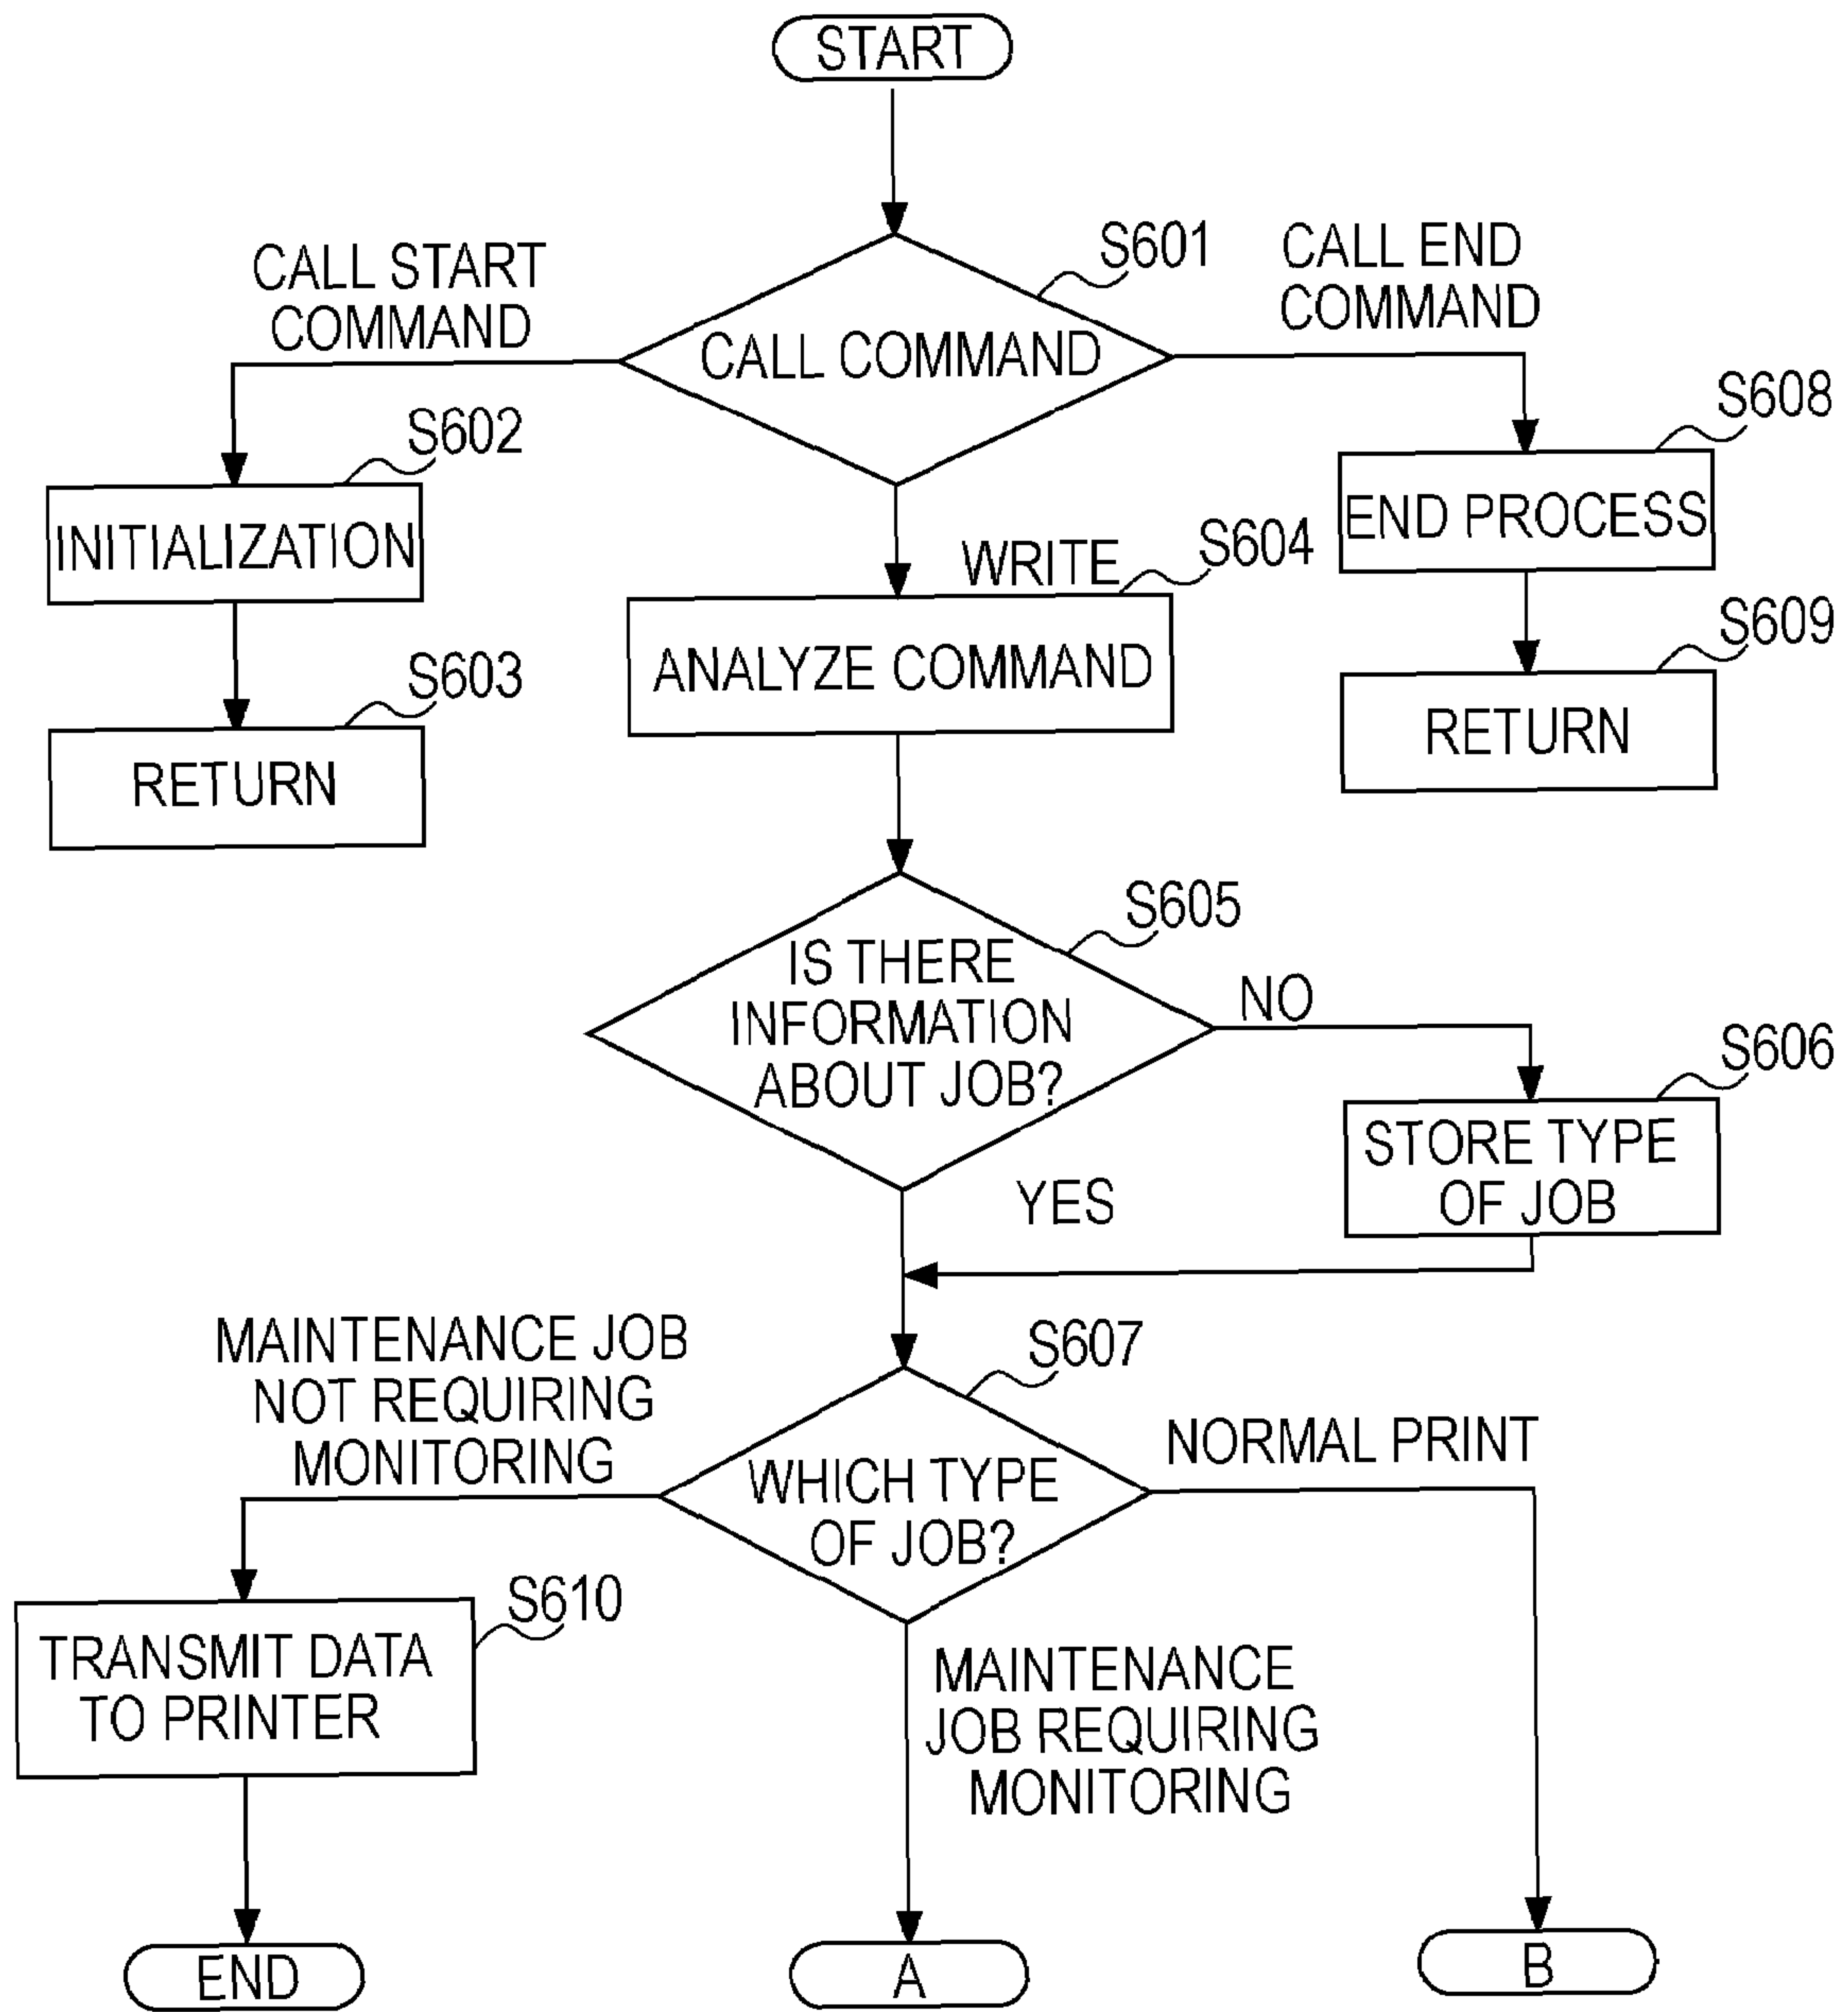 START
S601
CALL START
COMMAND
CALL COMMAND
CALL END
COMMAND
S602
INITIALIZATION
S608
END PROCESS
WRITE
S604
ANALYZE COMMAND
S603
RETURN
S609
RETURN
S605
IS THERE
INFORMATION
ABOUT JOB?
NO
S606
STORE TYPE
OF JOB
YES
S607
MAINTENANCE JOB
NOT REQUIRING
MONITORING
WHICH TYPE
OF JOB?
NORMAL PRINT
S610
TRANSMIT DATA
TO PRINTER
MAINTENANCE
JOB REQUIRING
MONITORING
END
A
B